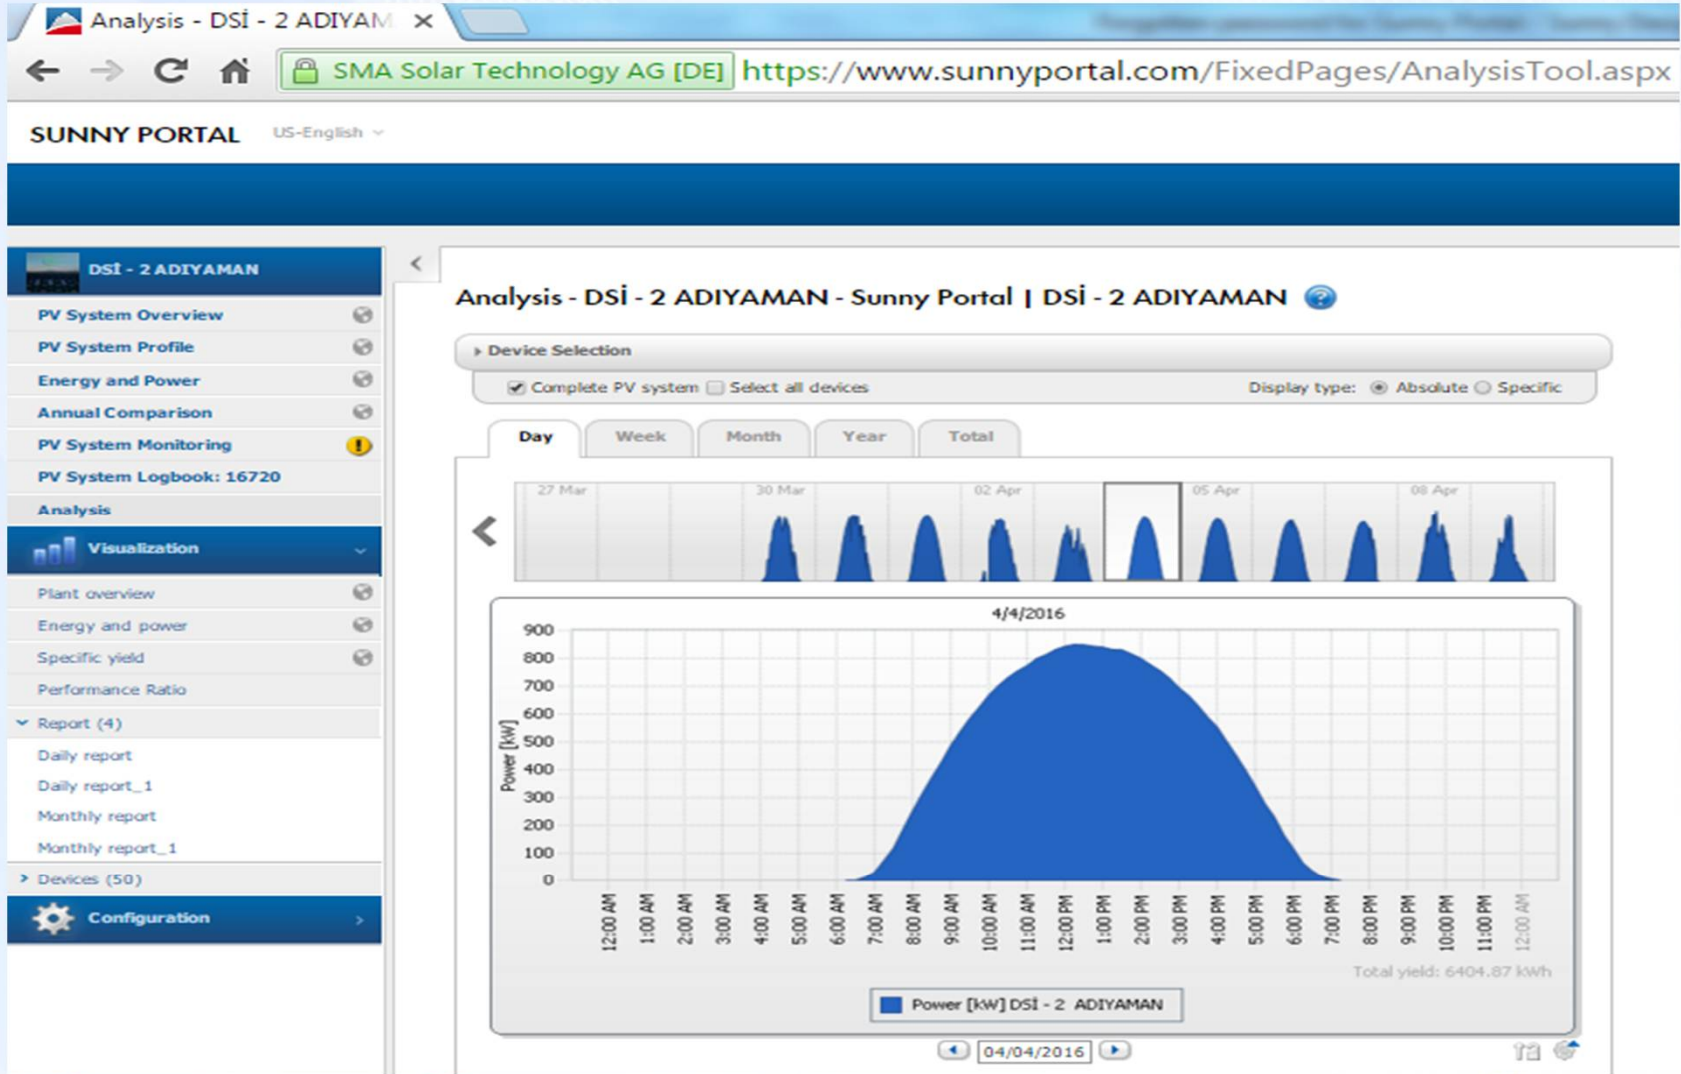 Analysis - DSİ - 2 ADIYAM
SMA Solar Technology AG [DE] https://www.sunnyportal.com/FixedPages/AnalysisTool.aspx
SUNNY PORTAL US-English
DSİ - 2 ADIYAMAN
PV System Overview
PV System Profile
Energy and Power
Annual Comparison
PV System Monitoring
PV System Logbook: 16720
Analysis
Visualization
Plant overview
Energy and power
Specific yield
Performance Ratio
Report (4)
Daily report
Daily report_1
Monthly report
Monthly report_1
Devices (50)
Configuration
Analysis - DSİ - 2 ADIYAMAN - Sunny Portal | DSİ - 2 ADIYAMAN
Device Selection
Complete PV system Select all devices Display type: Absolute Specific
Day Week Month Year Total
27 Mar 30 Mar 02 Apr 05 Apr 08 Apr
4/4/2016
Power [kW]
900
800
700
600
500
400
300
200
100
0
12:00 AM 1:00 AM 2:00 AM 3:00 AM 4:00 AM 5:00 AM 6:00 AM 7:00 AM 8:00 AM 9:00 AM 10:00 AM 11:00 AM 12:00 PM 1:00 PM 2:00 PM 3:00 PM 4:00 PM 5:00 PM 6:00 PM 7:00 PM 8:00 PM 9:00 PM 10:00 PM 11:00 PM 12:00 AM
Total yield: 6404.87 kWh
Power [kW] DSİ - 2 ADIYAMAN
04/04/2016